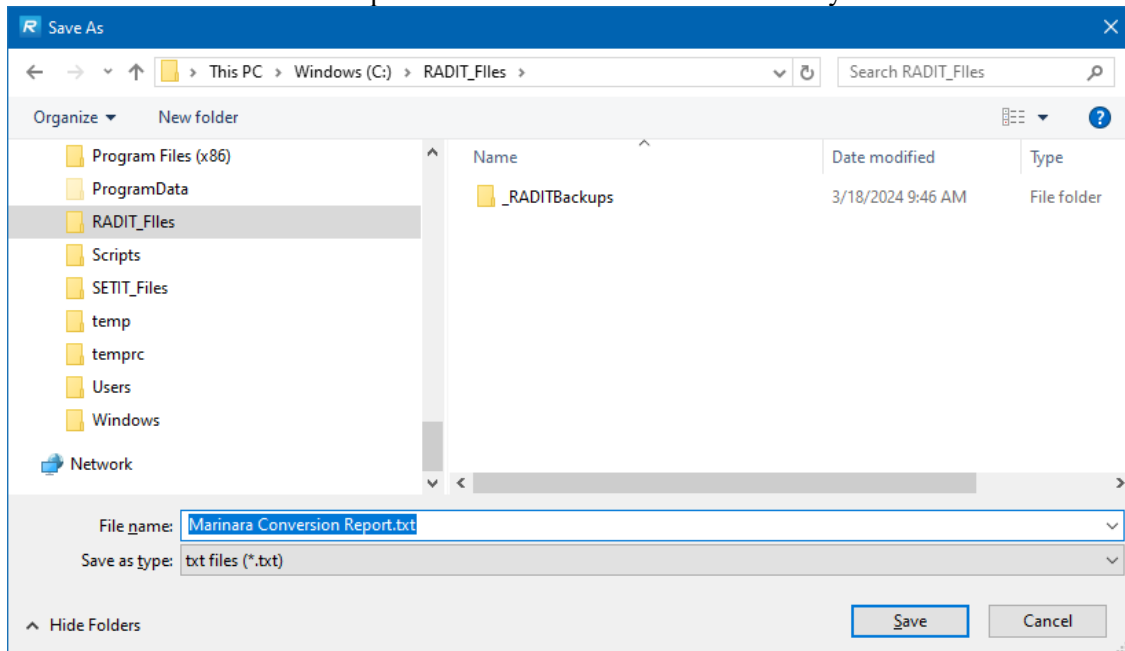 R Save As
This PC > Windows (C:) > RADIT_FIles >
Search RADIT_FIles
Organize
New folder
Program Files (x86)
ProgramData
RADIT_FIles
Scripts
SETIT_Files
temp
temprc
Users
Windows
Network
Name Date modified Type
_RADITBackups 3/18/2024 9:46 AM File folder
File name: Marinara Conversion Report.txt
Save as type: txt files (*.txt)
Hide Folders
Save Cancel